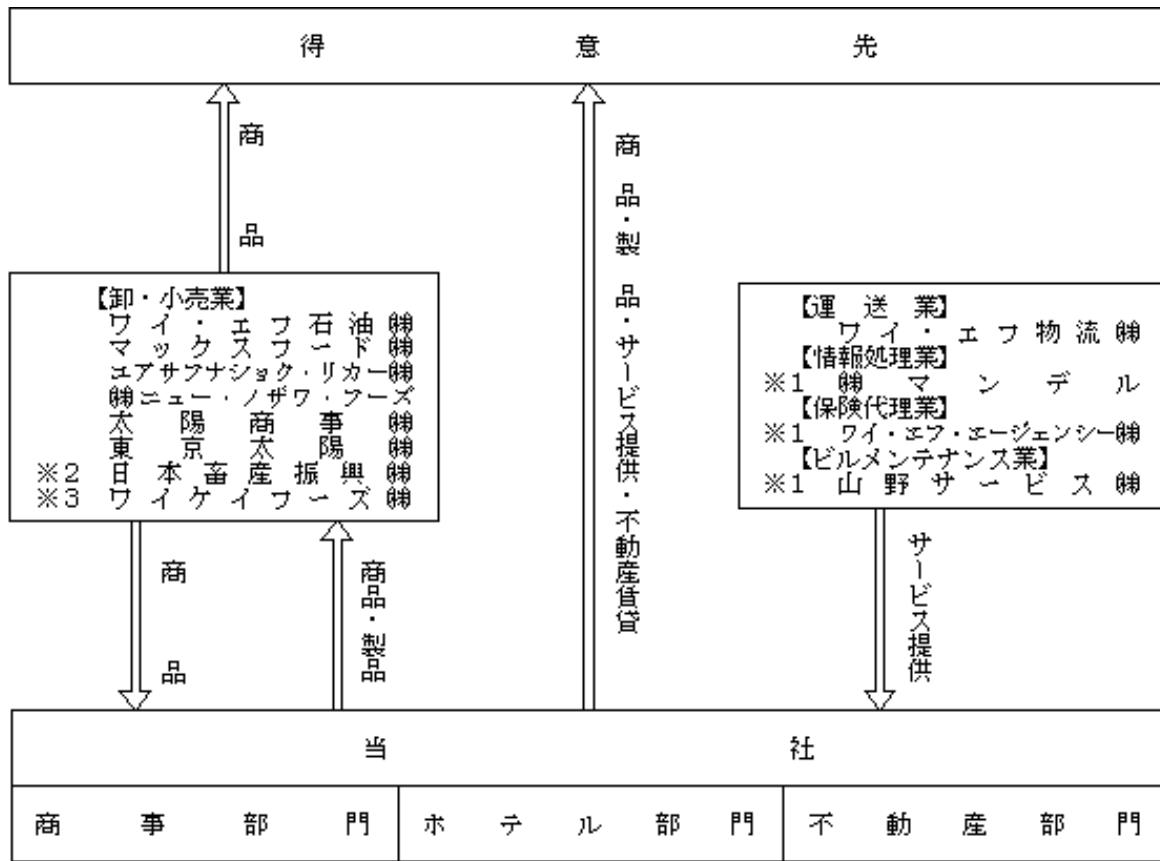 得意先
商品
商品・製品・サービス提供・不動産賃貸
【卸・小売業】
ワイ・エフ石油㈱
マックスフード㈱
エアサフナショク・リカー㈱
㈱ニュー・ノザワ・フーズ
太陽商事㈱
東京太陽㈱
※2 日本畜産振興㈱
※3 ワイケイフーズ㈱
【運送業】
ワイ・エフ物流㈱
【情報処理業】
※1 ㈱マンデル
【保険代理業】
※1 ワイ・エフ・エージェンシー㈱
【ビルメンテナンス業】
※1 山野サービス㈱
商品
商品・製品
サービス提供
当社
商事部門
ホテル部門
不動産部門